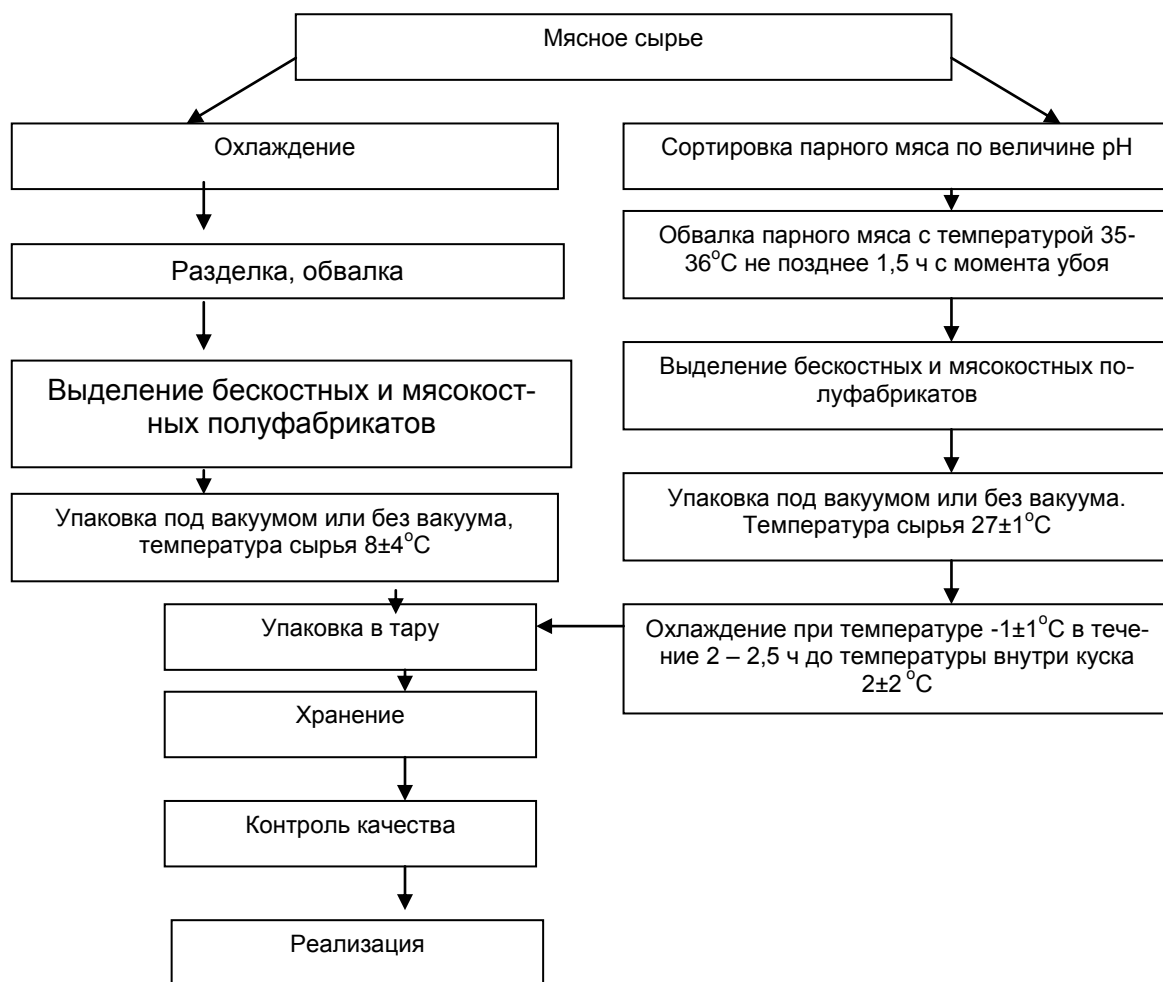 Мясное сырье
Охлаждение
Разделка, обвалка
Выделение бескостных и мясокост-
ных полуфабрикатов
Упаковка под вакуумом или без вакуума,
температура сырья 8±4°С
Сортировка парного мяса по величине рН
Обвалка парного мяса с температурой 35-
36°С не позднее 1,5 ч с момента убоя
Выделение бескостных и мясокостных по-
луфабрикатов
Упаковка под вакуумом или без вакуума.
Температура сырья 27±1°С
Охлаждение при температуре -1±1°С в тече-
ние 2 – 2,5 ч до температуры внутри куска
2±2 °С
Упаковка в тару
Хранение
Контроль качества
Реализация